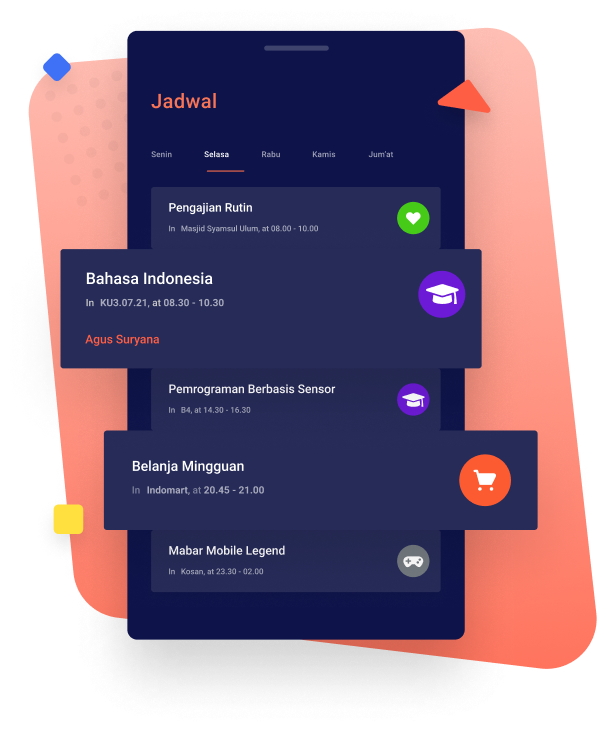 Jadwal
Senin Selasa Rabu Kamis Jum'at
Pengajian Rutin
In Masjid Syamsul Ulum, at 08.00 - 10.00
Bahasa Indonesia
In KU3.07.21, at 08.30 - 10.30
Agus Suryana
Pemrograman Berbasis Sensor
In B4, at 14.30 - 16.30
Belanja Mingguan
In Indomart, at 20.45 - 21.00
Mabar Mobile Legend
In Kosan, at 23.30 - 02.00